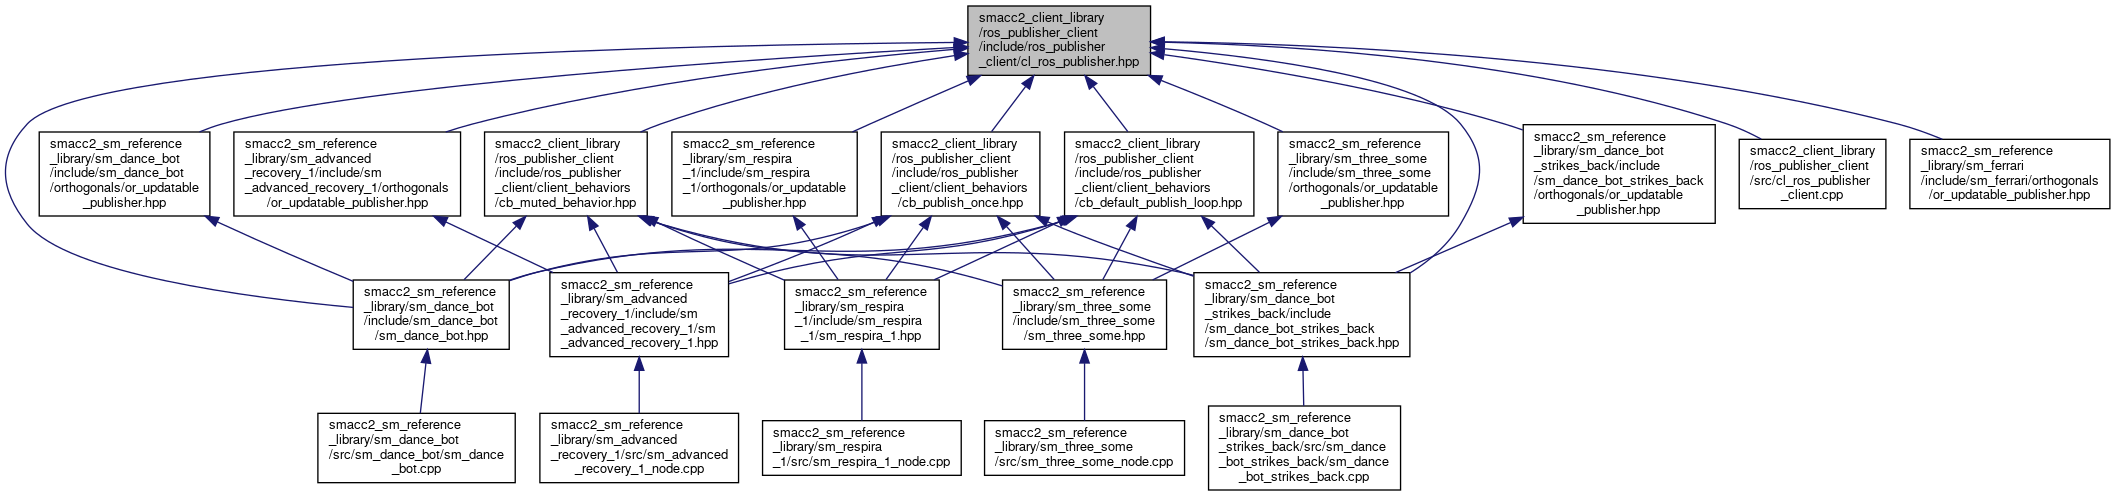 smacc2_client_library
/ros_publisher_client
/include/ros_publisher
_client/cl_ros_publisher.hpp
smacc2_sm_reference
_library/sm_dance_bot
/include/sm_dance_bot
/orthogonals/or_updatable
_publisher.hpp
smacc2_sm_reference
_library/sm_advanced
_recovery_1/include/sm
_advanced_recovery_1/orthogonals
/or_updatable_publisher.hpp
smacc2_client_library
/ros_publisher_client
/include/ros_publisher
_client/client_behaviors
/cb_muted_behavior.hpp
smacc2_sm_reference
_library/sm_respira
_1/include/sm_respira
_1/orthogonals/or_updatable
_publisher.hpp
smacc2_client_library
/ros_publisher_client
/include/ros_publisher
_client/client_behaviors
/cb_publish_once.hpp
smacc2_client_library
/ros_publisher_client
/include/ros_publisher
_client/client_behaviors
/cb_default_publish_loop.hpp
smacc2_sm_reference
_library/sm_three_some
/include/sm_three_some
/orthogonals/or_updatable
_publisher.hpp
smacc2_sm_reference
_library/sm_dance_bot
_strikes_back/include
/sm_dance_bot_strikes_back
/orthogonals/or_updatable
_publisher.hpp
smacc2_client_library
/ros_publisher_client
/src/cl_ros_publisher
_client.cpp
smacc2_sm_reference
_library/sm_ferrari
/include/sm_ferrari/orthogonals
/or_updatable_publisher.hpp
smacc2_sm_reference
_library/sm_dance_bot
/include/sm_dance_bot
/sm_dance_bot.hpp
smacc2_sm_reference
_library/sm_advanced
_recovery_1/include/sm
_advanced_recovery_1/sm
_advanced_recovery_1.hpp
smacc2_sm_reference
_library/sm_respira
_1/include/sm_respira
_1/sm_respira_1.hpp
smacc2_sm_reference
_library/sm_three_some
/include/sm_three_some
/sm_three_some.hpp
smacc2_sm_reference
_library/sm_dance_bot
_strikes_back/include
/sm_dance_bot_strikes_back
/sm_dance_bot_strikes_back.hpp
smacc2_sm_reference
_library/sm_dance_bot
/src/sm_dance_bot/sm_dance
_bot.cpp
smacc2_sm_reference
_library/sm_advanced
_recovery_1/src/sm_advanced
_recovery_1_node.cpp
smacc2_sm_reference
_library/sm_respira
_1/src/sm_respira_1_node.cpp
smacc2_sm_reference
_library/sm_three_some
/src/sm_three_some_node.cpp
smacc2_sm_reference
_library/sm_dance_bot
_strikes_back/src/sm_dance
_bot_strikes_back/sm_dance
_bot_strikes_back.cpp